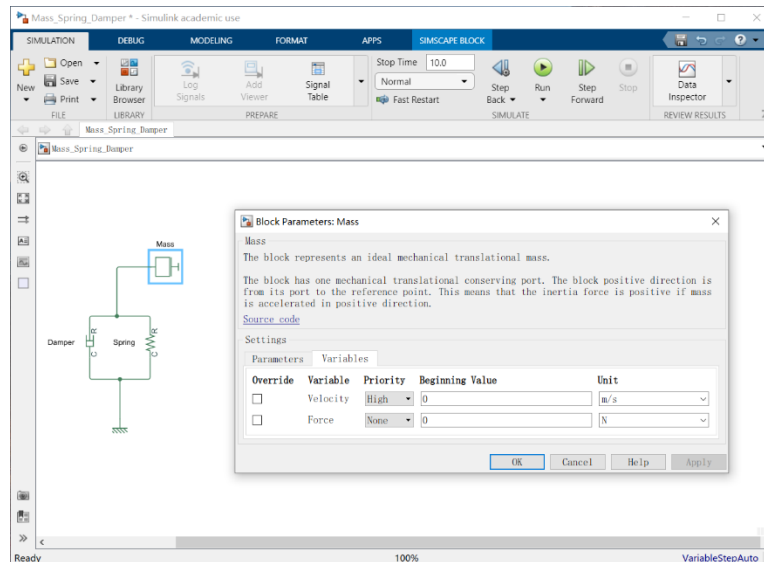 Mass_Spring_Damper * - Simulink academic use
SIMULATION DEBUG MODELING FORMAT APPS SIMSCAPE BLOCK
New
Open
Save
Print
Library Browser
Log Signals
Add Viewer
Signal Table
Stop Time 10.0
Normal
Fast Restart
Step Back
Run
Step Forward
Stop
Data Inspector
FILE LIBRARY PREPARE SIMULATE REVIEW RESULTS
Mass_Spring_Damper
Mass_Spring_Damper
Mass
Damper
R
C
Spring
R
C
Block Parameters: Mass
Mass
The block represents an ideal mechanical translational mass.
The block has one mechanical translational conserving port. The block positive direction is
from its port to the reference point. This means that the inertia force is positive if mass
is accelerated in positive direction.
Source code
Settings
Parameters Variables
Override Variable Priority Beginning Value Unit
Velocity High 0 m/s
Force None 0 N
OK Cancel Help Apply
Ready 100% VariableStepAuto